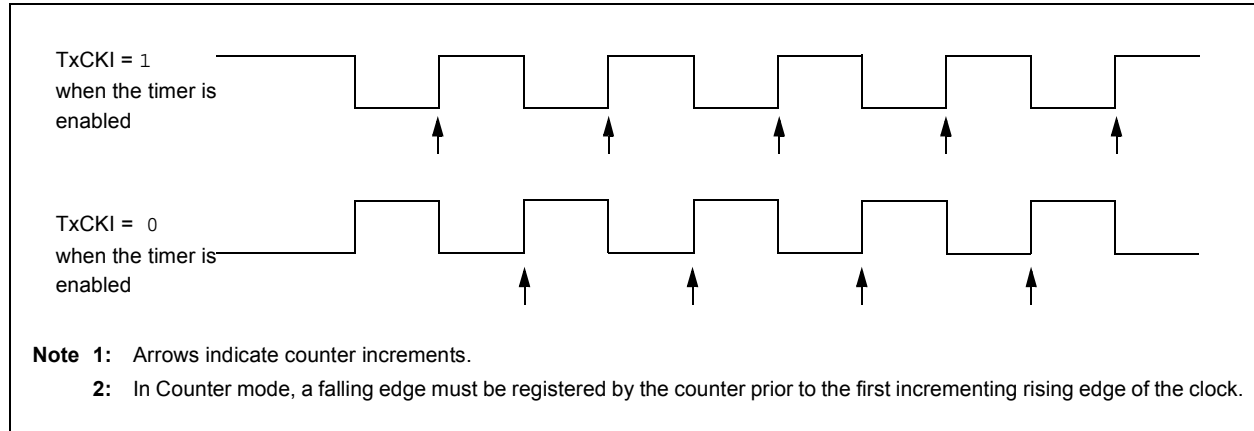 TxCKI = 1
when the timer is
enabled
TxCKI = 0
when the timer is
enabled
Note 1: Arrows indicate counter increments.
2: In Counter mode, a falling edge must be registered by the counter prior to the first incrementing rising edge of the clock.